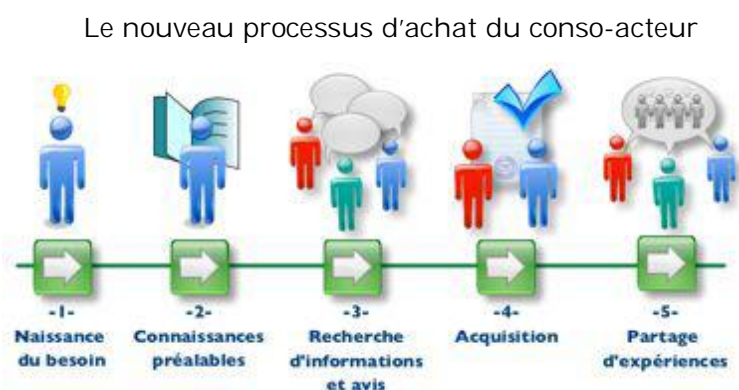 Le nouveau processus d'achat du conso-acteur
-1-
Naissance
du besoin
-2-
Connaissances
préalables
-3-
Recherche
d'informations
et avis
-4-
Acquisition
-5-
Partage
d'expériences